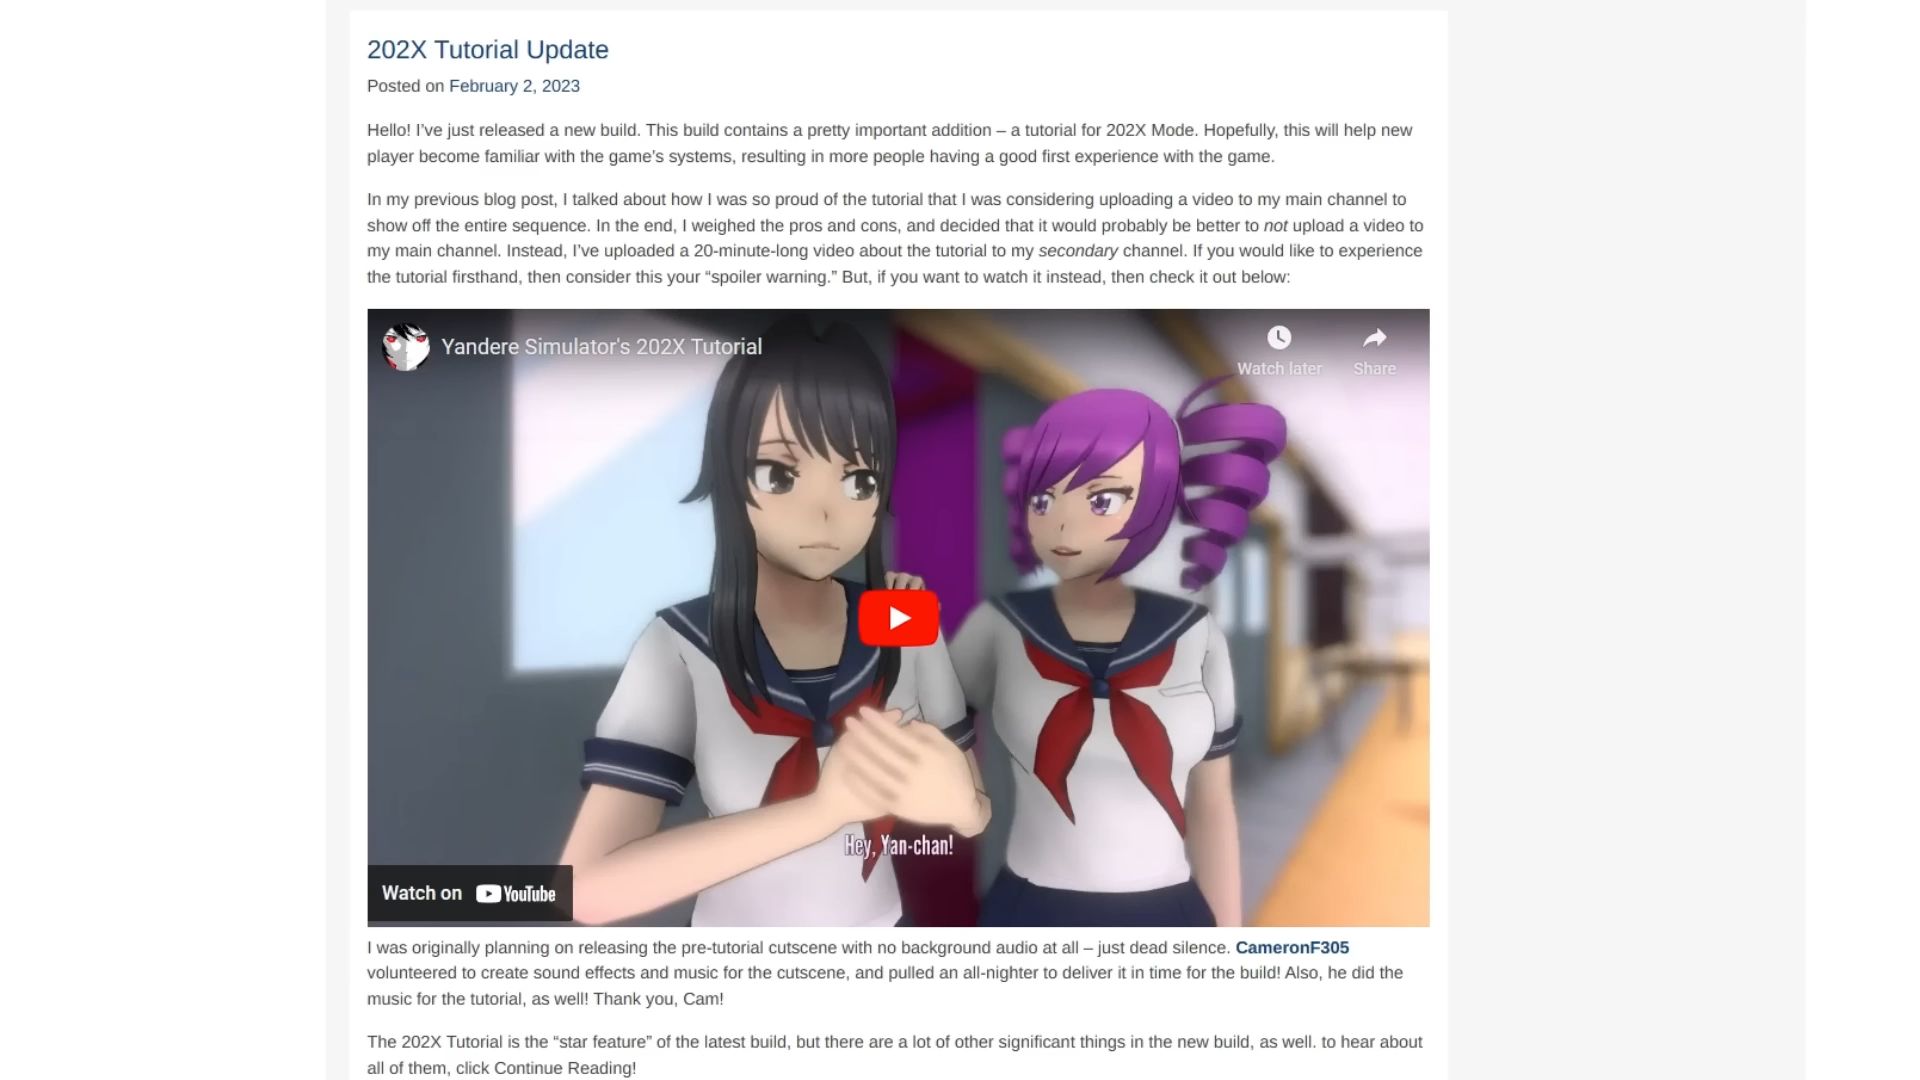 202X Tutorial Update
Posted on February 2, 2023
Hello! I’ve just released a new build. This build contains a pretty important addition – a tutorial for 202X Mode. Hopefully, this will help new
player become familiar with the game’s systems, resulting in more people having a good first experience with the game.
In my previous blog post, I talked about how I was so proud of the tutorial that I was considering uploading a video to my main channel to
show off the entire sequence. In the end, I weighed the pros and cons, and decided that it would probably be better to not upload a video to
my main channel. Instead, I’ve uploaded a 20-minute-long video about the tutorial to my secondary channel. If you would like to experience
the tutorial firsthand, then consider this your “spoiler warning.” But, if you want to watch it instead, then check it out below:
Yandere Simulator's 202X Tutorial
Watch later
Share
Hey, Yan-chan!
Watch on YouTube
I was originally planning on releasing the pre-tutorial cutscene with no background audio at all – just dead silence. CameronF305
volunteered to create sound effects and music for the cutscene, and pulled an all-nighter to deliver it in time for the build! Also, he did the
music for the tutorial, as well! Thank you, Cam!
The 202X Tutorial is the “star feature” of the latest build, but there are a lot of other significant things in the new build, as well. to hear about
all of them, click Continue Reading!